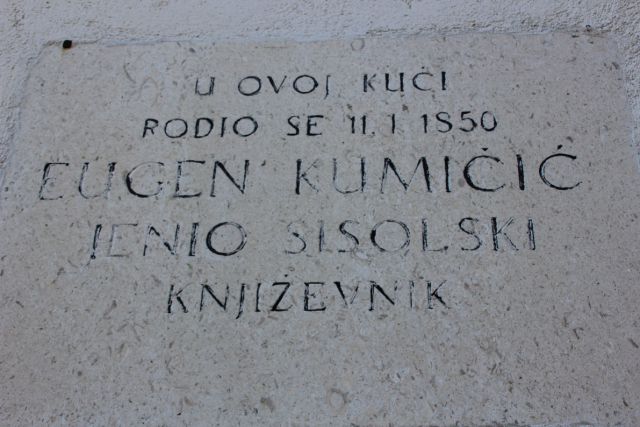 U OVOJ KUĆI
RODIO SE 11. I 1850
EUGEN KUMIČIĆ
JENIO SISOLSKI
KNJIŽEVNIK